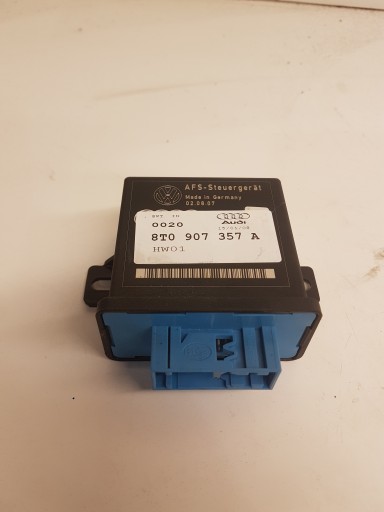 AFS-Steuergerät
Made in Germany
02.08.07
0020
Audi
8T0 907 357 A
HW01